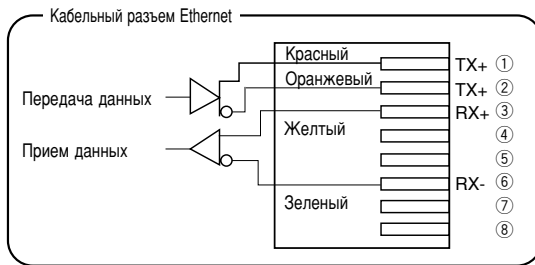 Кабельный разъем Ethernet
Красный TX+ ①
Оранжевый TX+ ②
Передача данных
RX+ ③
Желтый ④
Прием данных
⑤
RX- ⑥
Зеленый ⑦
⑧